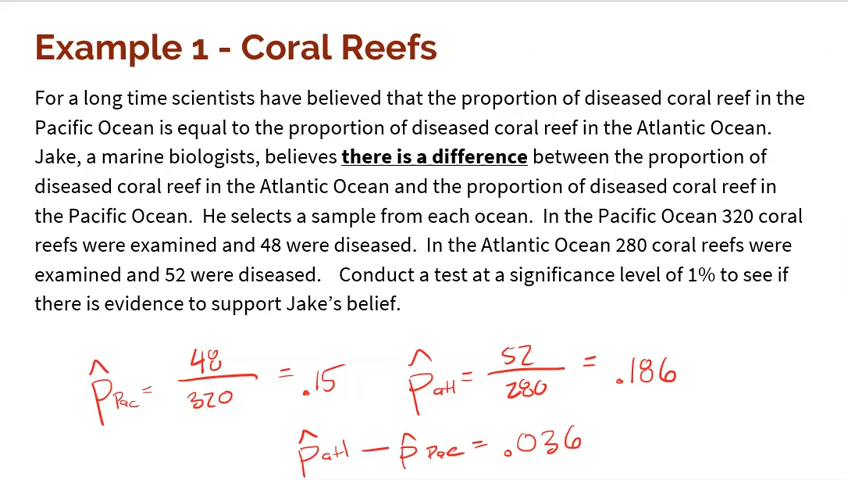 Example 1 - Coral Reefs
For a long time scientists have believed that the proportion of diseased coral reef in the
Pacific Ocean is equal to the proportion of diseased coral reef in the Atlantic Ocean.
Jake, a marine biologists, believes there is a difference between the proportion of
diseased coral reef in the Atlantic Ocean and the proportion of diseased coral reef in
the Pacific Ocean. He selects a sample from each ocean. In the Pacific Ocean 320 coral
reefs were examined and 48 were diseased. In the Atlantic Ocean 280 coral reefs were
examined and 52 were diseased. Conduct a test at a significance level of 1% to see if
there is evidence to support Jake's belief.
p̂Pac = 48/320 = .15 p̂atl = 52/280 = .186
p̂atl — p̂Pac = .036